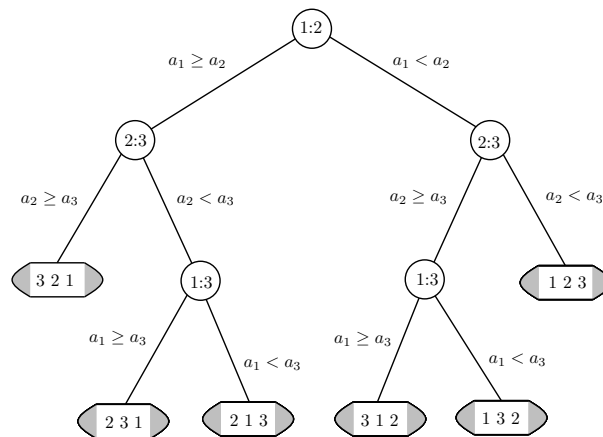 1:2
a₁ ≥ a₂
a₁ < a₂
2:3
2:3
a₂ ≥ a₃
a₂ < a₃
a₂ ≥ a₃
a₂ < a₃
3 2 1
1:3
1:3
1 2 3
a₁ ≥ a₃
a₁ < a₃
a₁ ≥ a₃
a₁ < a₃
2 3 1
2 1 3
3 1 2
1 3 2